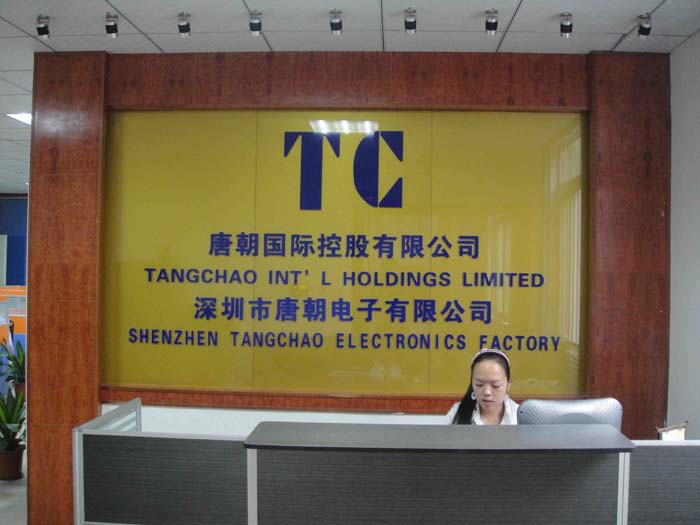 TC
唐朝国际控股有限公司
TANGCHAO INT' L HOLDINGS LIMITED
深圳市唐朝电子有限公司
SHENZHEN TANGCHAO ELECTRONICS FACTORY